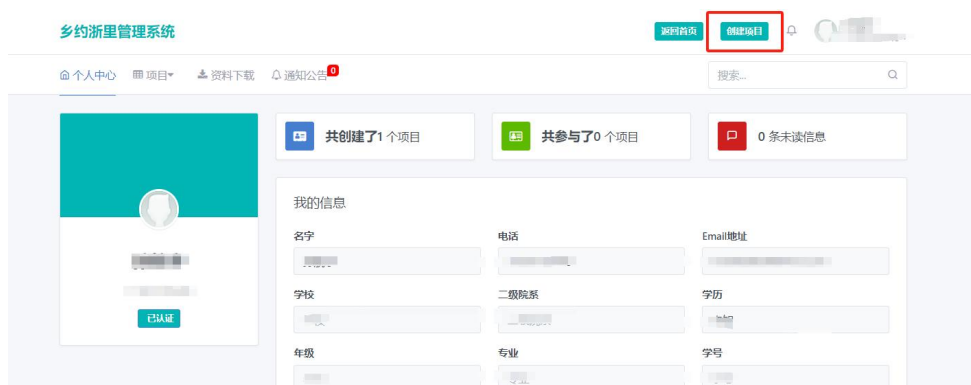 乡约浙里管理系统
返回首页 创建项目
个人中心 项目 资料下载 通知公告 0 搜索...
共创建了1 个项目 共参与了0 个项目 0 条未读信息
我的信息
名字 电话 Email地址
学校 二级院系 学历
已认证
年级 专业 学号